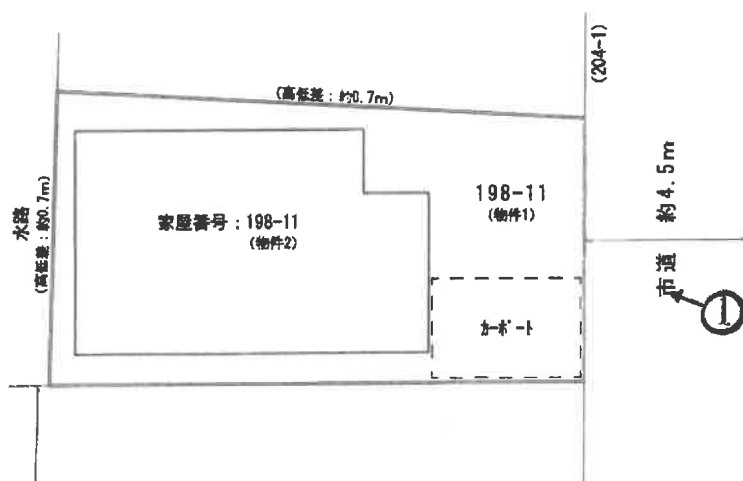 (高低差：約0.7m)
(204-1)
水路
(高低差：約0.7m)
家屋番号：198-11
(物件2)
198-11
(物件1)
市道 約4.5m
カーポート
1